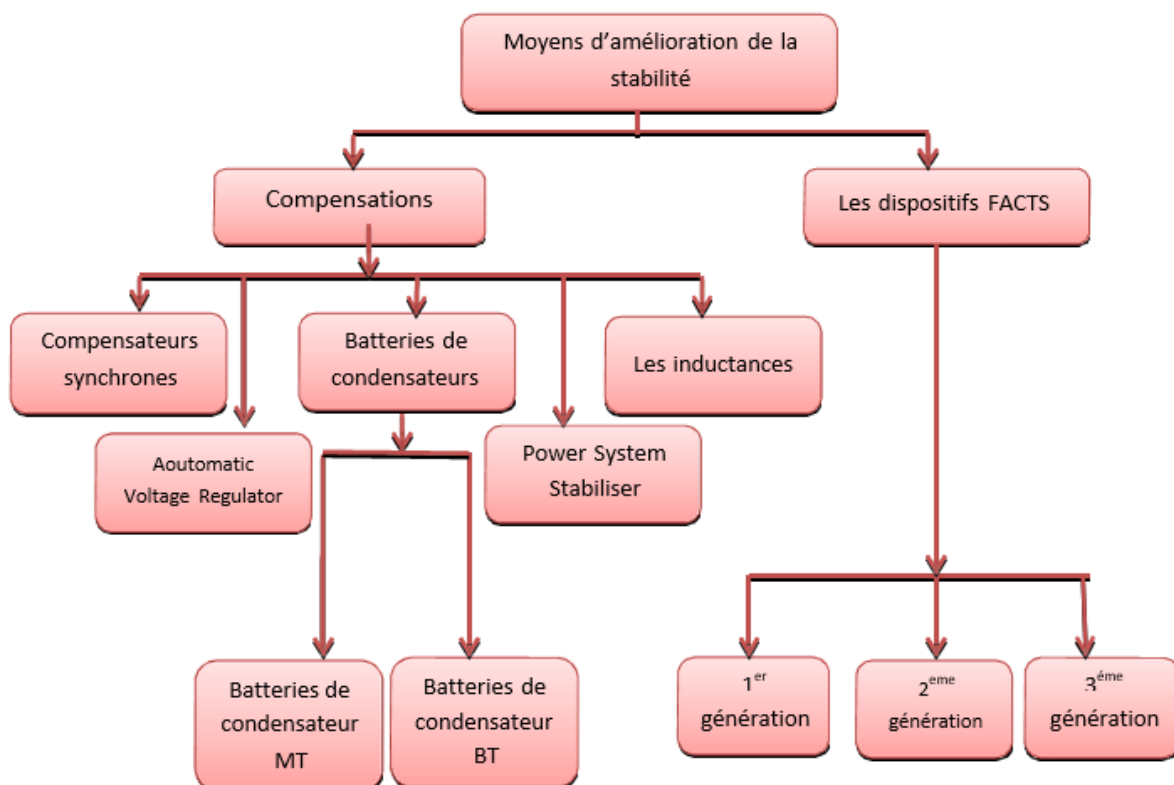 Moyens d'amélioration de la
stabilité
Compensations
Les dispositifs FACTS
Compensateurs
synchrones
Batteries de
condensateurs
Les inductances
Aoutomatic
Voltage Regulator
Power System
Stabiliser
Batteries de
condensateur
MT
Batteries de
condensateur
BT
1er
génération
2eme
génération
3éme
génération